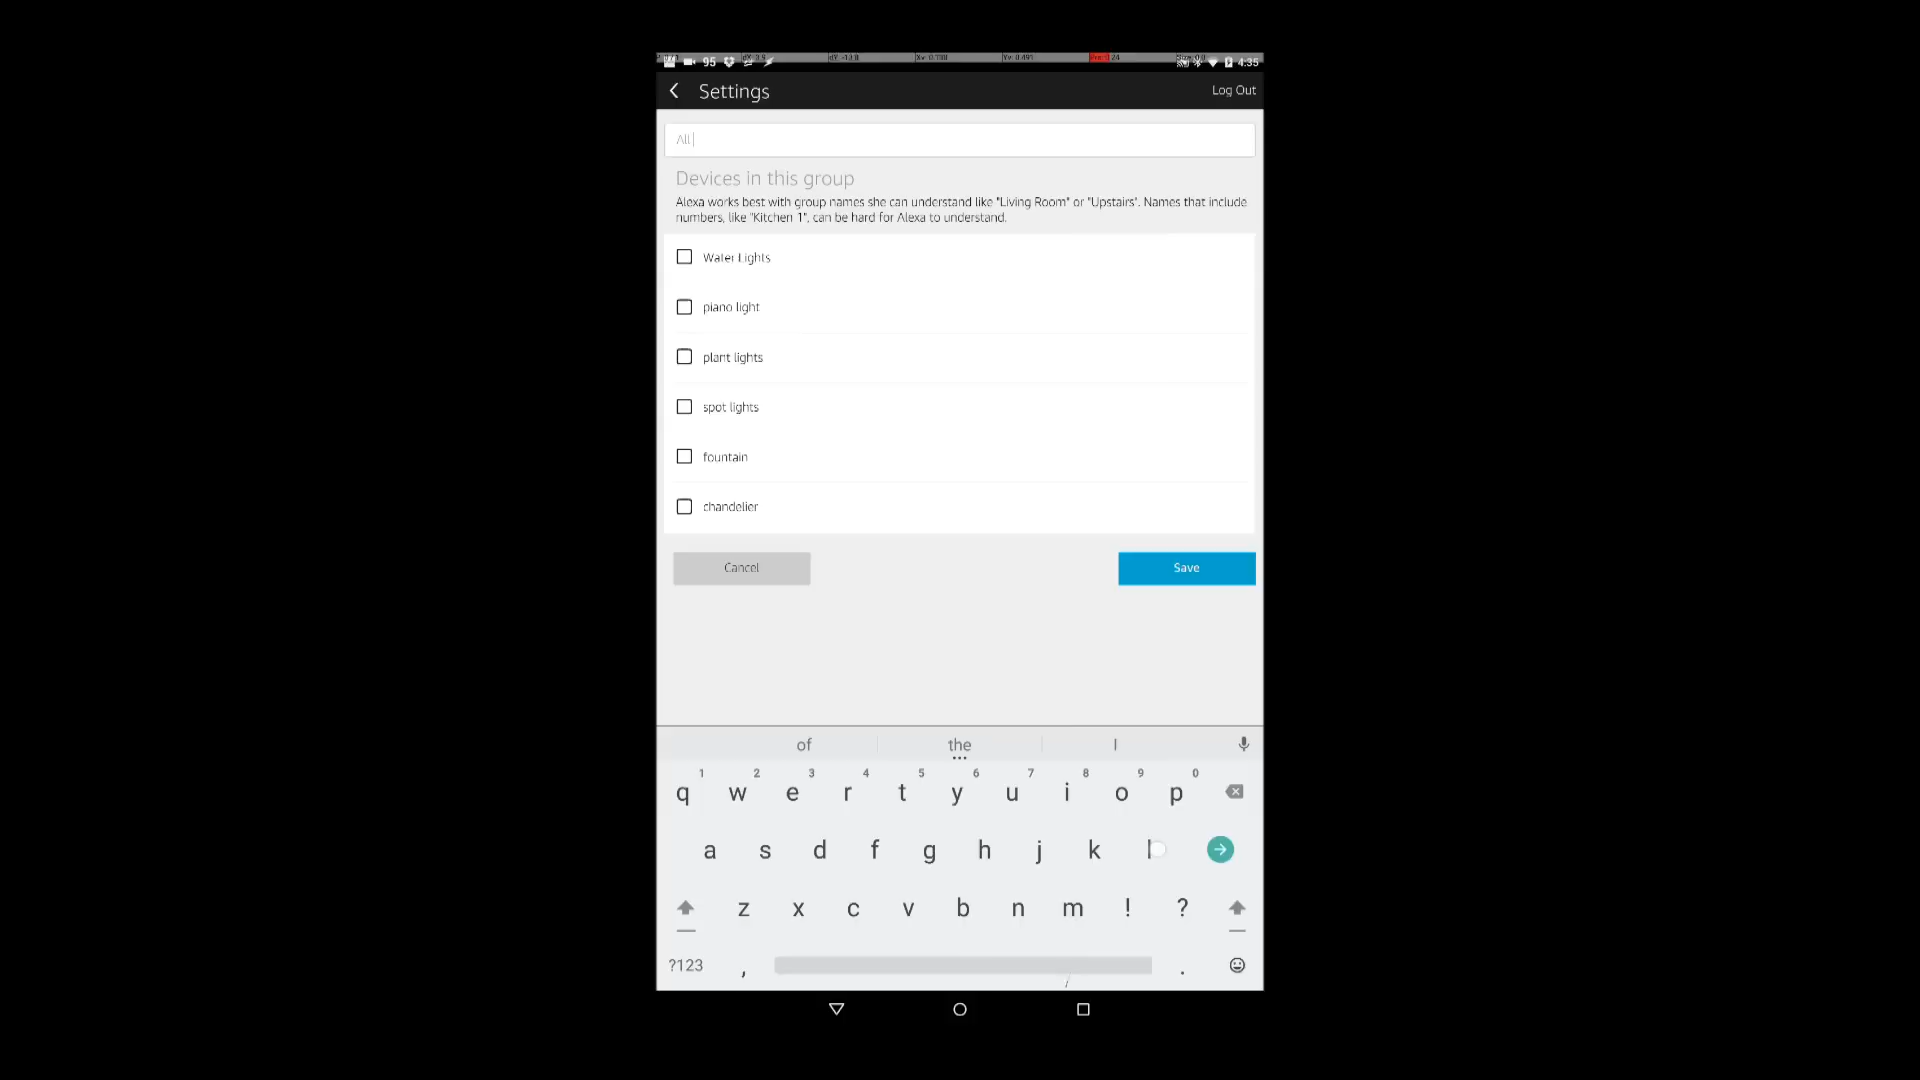 95
4:35
Settings
Log Out
All
Devices in this group
Alexa works best with group names she can understand like "Living Room" or "Upstairs". Names that include
numbers, like "Kitchen 1", can be hard for Alexa to understand.
Water Lights
piano light
plant lights
spot lights
fountain
chandelier
Cancel
Save
of
the
I
1 2 3 4 5 6 7 8 9 0
q w e r t y u i o p
a s d f g h j k l
z x c v b n m ! ?
?123 , .